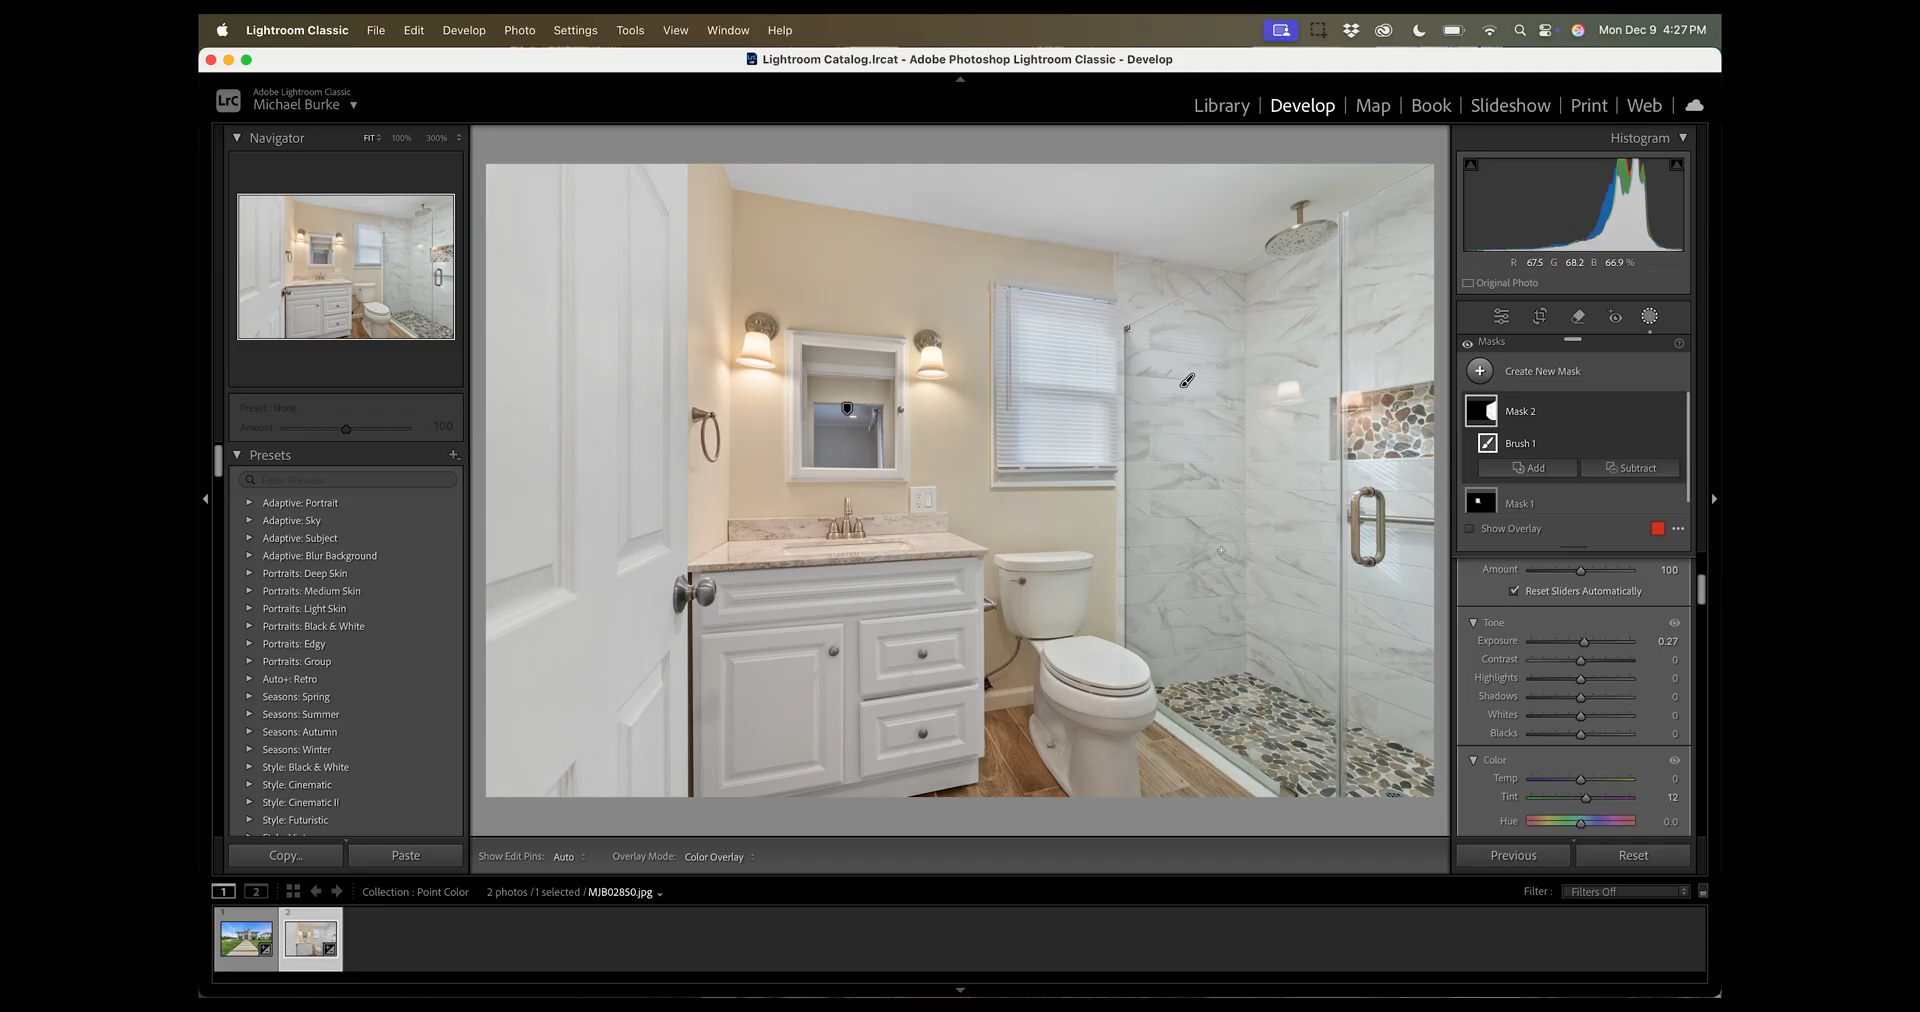 Lightroom Classic File Edit Develop Photo Settings Tools View Window Help Mon Dec 9 4:27 PM
Lightroom Catalog.lrcat - Adobe Photoshop Lightroom Classic - Develop
LrC
Adobe Lightroom Classic
Michael Burke
Library | Develop | Map | Book | Slideshow | Print | Web
Navigator FIT 100% 300%
Histogram
R 67.5 G 68.2 B 66.9 %
Original Photo
Masks
Create New Mask
Mask 2
Brush 1
Add Subtract
Mask 1
Show Overlay
Amount 100
Reset Sliders Automatically
Tone
Exposure 0.27
Contrast 0
Highlights 0
Shadows 0
Whites 0
Blacks 0
Color
Temp 0
Tint 12
Hue 0.0
Previous Reset
Preset : None
Amount 100
Presets
Filter Presets
Adaptive: Portrait
Adaptive: Sky
Adaptive: Subject
Adaptive: Blur Background
Portraits: Deep Skin
Portraits: Medium Skin
Portraits: Light Skin
Portraits: Black & White
Portraits: Edgy
Portraits: Group
Auto+: Retro
Seasons: Spring
Seasons: Summer
Seasons: Autumn
Seasons: Winter
Style: Black & White
Style: Cinematic
Style: Cinematic II
Style: Futuristic
Copy... Paste
Show Edit Pins: Auto Overlay Mode: Color Overlay
1 2 Collection : Point Color 2 photos / 1 selected / MJB02850.jpg Filter : Filters Off
1 2